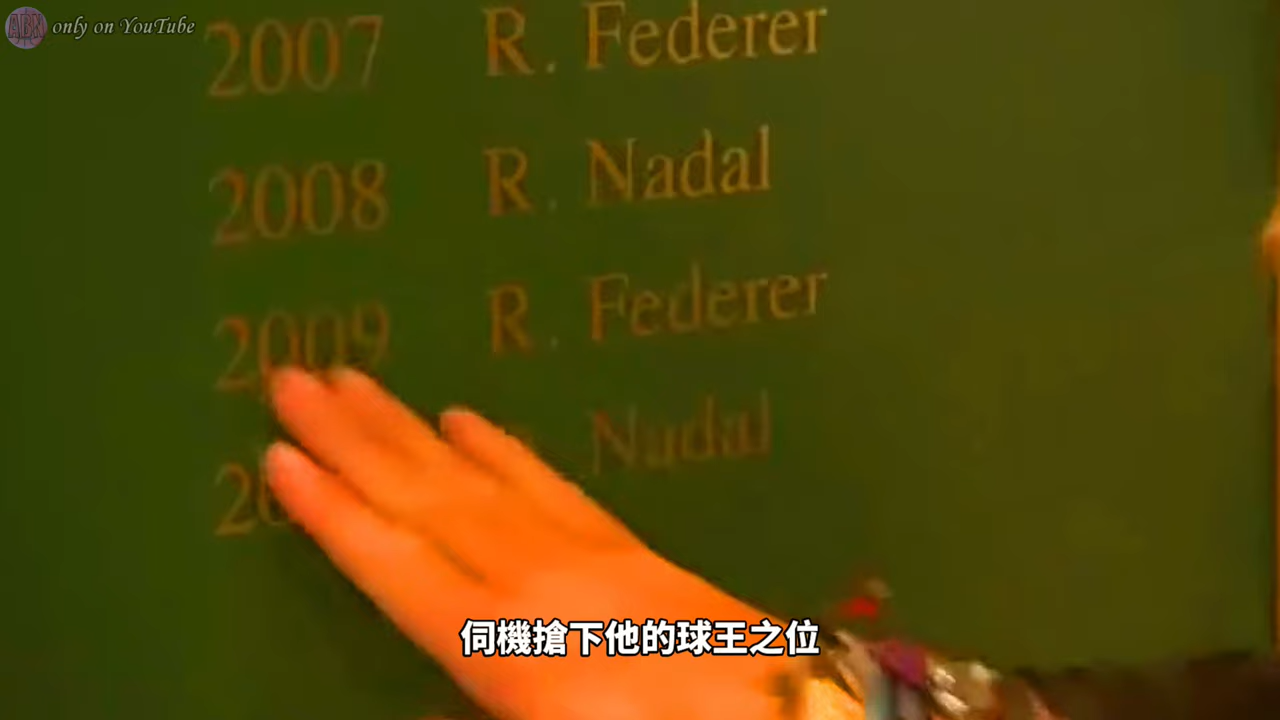 ABN only on YouTube
2007 R. Federer
2008 R. Nadal
2009 R. Federer
Nadal
伺機搶下他的球王之位